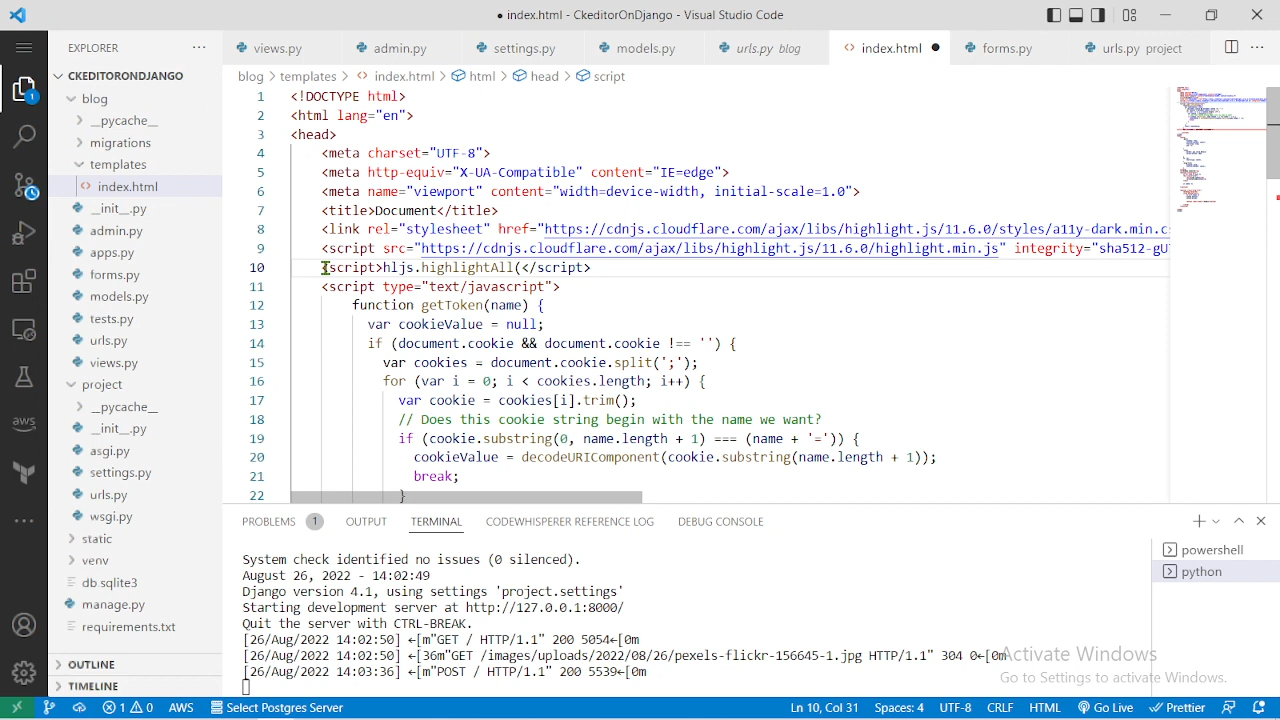 ● index.html - CkeditorOnDjango - Visual Studio Code
EXPLORER
CKEDITORONDJANGO
blog
__pycache__
migrations
templates
index.html
__init__.py
admin.py
apps.py
forms.py
models.py
tests.py
urls.py
views.py
project
__pycache__
__init__.py
asgi.py
settings.py
urls.py
wsgi.py
static
venv
db.sqlite3
manage.py
requirements.txt
OUTLINE
TIMELINE
1
aws
views.py admin.py settings.py models.py urls.py blog index.html ● forms.py urls.py project
blog > templates > index.html > html > head > script
1 <!DOCTYPE html>
2 <html lang="en">
3 <head>
4 <meta charset="UTF-8">
5 <meta http-equiv="X-UA-Compatible" content="IE=edge">
6 <meta name="viewport" content="width=device-width, initial-scale=1.0">
7 <title>Document</title>
8 <link rel="stylesheet" href="https://cdnjs.cloudflare.com/ajax/libs/highlight.js/11.6.0/styles/a11y-dark.min.cs
9 <script src="https://cdnjs.cloudflare.com/ajax/libs/highlight.js/11.6.0/highlight.min.js" integrity="sha512-gU7
10 <script>hljs.highlightAll(</script>
11 <script type="text/javascript">
12 function getToken(name) {
13 var cookieValue = null;
14 if (document.cookie && document.cookie !== '') {
15 var cookies = document.cookie.split(';');
16 for (var i = 0; i < cookies.length; i++) {
17 var cookie = cookies[i].trim();
18 // Does this cookie string begin with the name we want?
19 if (cookie.substring(0, name.length + 1) === (name + '=')) {
20 cookieValue = decodeURIComponent(cookie.substring(name.length + 1));
21 break;
22 }
PROBLEMS 1 OUTPUT TERMINAL CODEWHISPERER REFERENCE LOG DEBUG CONSOLE
System check identified no issues (0 silenced).
August 26, 2022 - 14:02:48
Django version 4.1, using settings 'project.settings'
Starting development server at http://127.0.0.1:8000/
Quit the server with CTRL-BREAK.
[26/Aug/2022 14:02:50] ←[m"GET / HTTP/1.1" 200 5054←[0m
[26/Aug/2022 14:02:50] ←[36m"GET /images/uploads/2022/08/26/pexels-flickr-156645-1.jpg HTTP/1.1" 304 0←[0m
[26/Aug/2022 14:03:36] ←[m"POST / HTTP/1.1" 200 5539←[0m
powershell
python
Activate Windows
Go to Settings to activate Windows.
1 0 AWS Select Postgres Server Ln 10, Col 31 Spaces: 4 UTF-8 CRLF HTML Go Live Prettier